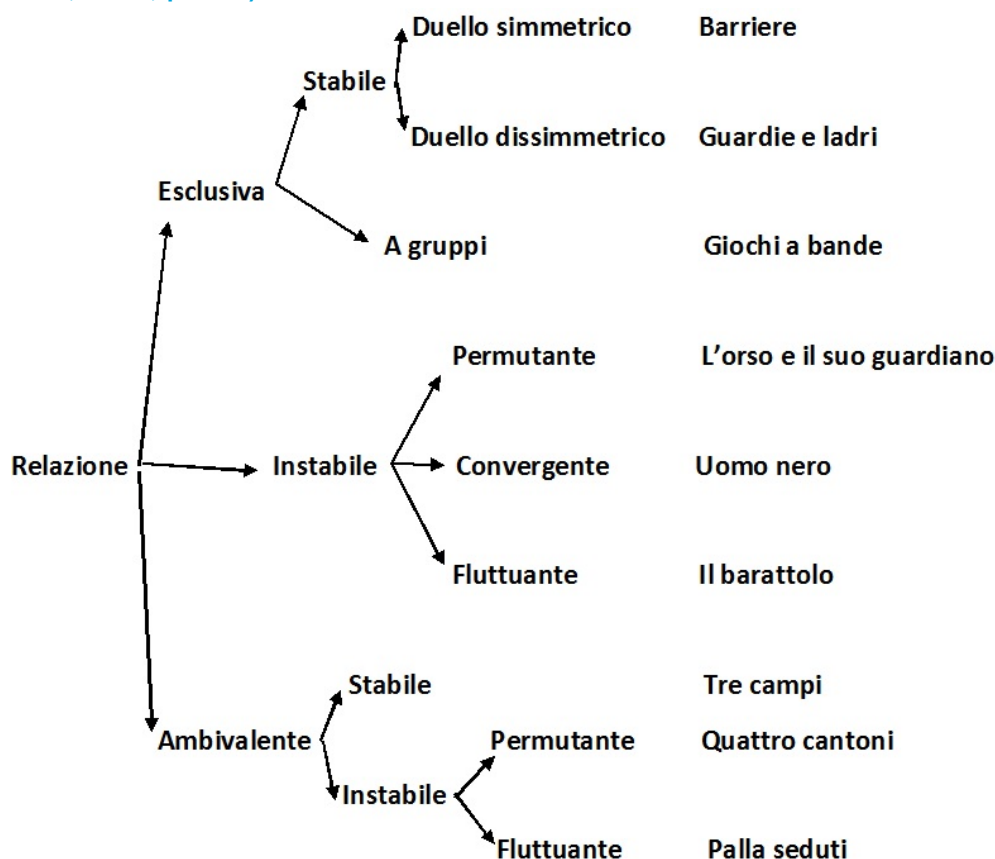 Duello simmetrico Barriere
Stabile
Duello dissimmetrico Guardie e ladri
Esclusiva
A gruppi Giochi a bande
Permutante L'orso e il suo guardiano
Relazione Instabile Convergente Uomo nero
Fluttuante Il barattolo
Stabile Tre campi
Ambivalente Permutante Quattro cantoni
Instabile
Fluttuante Palla seduti